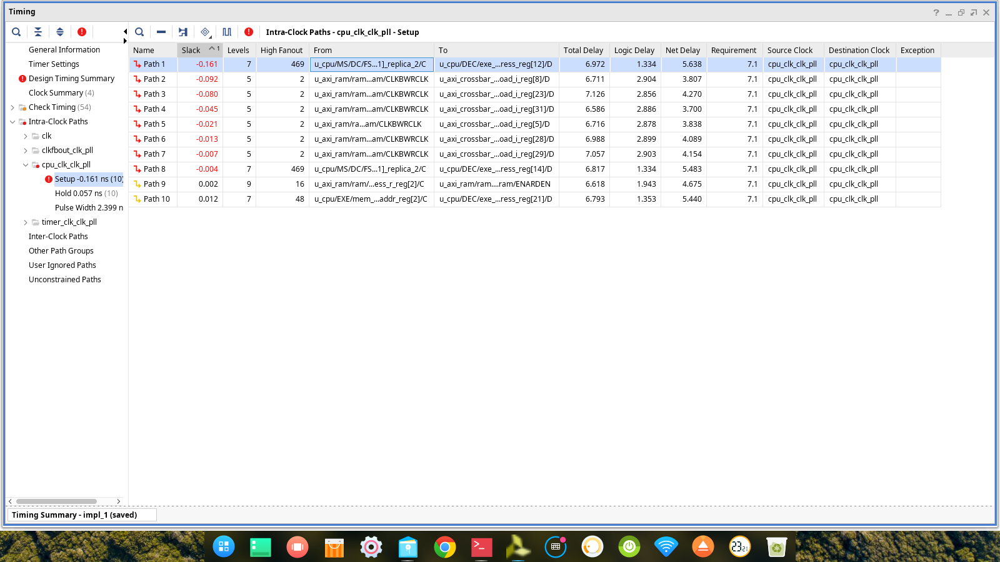 Timing
Intra-Clock Paths - cpu_clk_clk_pll - Setup
General Information
Timer Settings
Design Timing Summary
Clock Summary (4)
Check Timing (54)
Intra-Clock Paths
clk
clkfbout_clk_pll
cpu_clk_clk_pll
Setup -0.161 ns (10)
Hold 0.057 ns (10)
Pulse Width 2.399 n
timer_clk_clk_pll
Inter-Clock Paths
Other Path Groups
User Ignored Paths
Unconstrained Paths
Name Slack 1 Levels High Fanout From To Total Delay Logic Delay Net Delay Requirement Source Clock Destination Clock Exception
Path 1 -0.161 7 469 u_cpu/MS/DC/FS...1]_replica_2/C u_cpu/DEC/exe_...ress_reg[12]/D 6.972 1.334 5.638 7.1 cpu_clk_clk_pll cpu_clk_clk_pll
Path 2 -0.092 5 2 u_axi_ram/ram...am/CLKBWRCLK u_axi_crossbar_...oad_i_reg[8]/D 6.711 2.904 3.807 7.1 cpu_clk_clk_pll cpu_clk_clk_pll
Path 3 -0.080 5 2 u_axi_ram/ram...am/CLKBWRCLK u_axi_crossbar_...oad_i_reg[23]/D 7.126 2.856 4.270 7.1 cpu_clk_clk_pll cpu_clk_clk_pll
Path 4 -0.045 5 2 u_axi_ram/ram...am/CLKBWRCLK u_axi_crossbar_...oad_i_reg[31]/D 6.586 2.886 3.700 7.1 cpu_clk_clk_pll cpu_clk_clk_pll
Path 5 -0.021 5 2 u_axi_ram/ra...am/CLKBWRCLK u_axi_crossbar_...oad_i_reg[5]/D 6.716 2.878 3.838 7.1 cpu_clk_clk_pll cpu_clk_clk_pll
Path 6 -0.013 5 2 u_axi_ram/ram...am/CLKBWRCLK u_axi_crossbar_...oad_i_reg[28]/D 6.988 2.899 4.089 7.1 cpu_clk_clk_pll cpu_clk_clk_pll
Path 7 -0.007 5 2 u_axi_ram/ram...am/CLKBWRCLK u_axi_crossbar_...oad_i_reg[29]/D 7.057 2.903 4.154 7.1 cpu_clk_clk_pll cpu_clk_clk_pll
Path 8 -0.004 7 469 u_cpu/MS/DC/FS...1]_replica_2/C u_cpu/DEC/exe_...ress_reg[14]/D 6.817 1.334 5.483 7.1 cpu_clk_clk_pll cpu_clk_clk_pll
Path 9 0.002 9 16 u_axi_ram/ram/...ess_r_reg[2]/C u_axi_ram/ram....ram/ENARDEN 6.618 1.943 4.675 7.1 cpu_clk_clk_pll cpu_clk_clk_pll
Path 10 0.012 7 48 u_cpu/EXE/mem_...addr_reg[2]/C u_cpu/DEC/exe_...ress_reg[21]/D 6.793 1.353 5.440 7.1 cpu_clk_clk_pll cpu_clk_clk_pll
Timing Summary - impl_1 (saved)
23 21